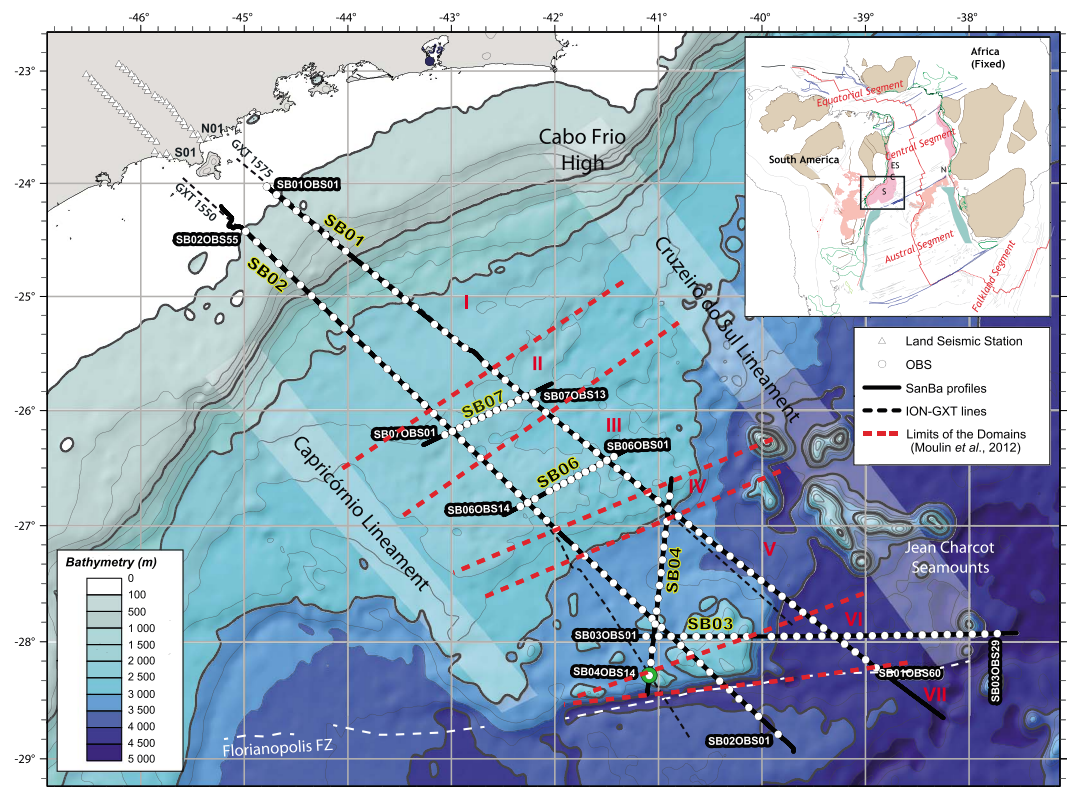 -46° -45° -44° -43° -42° -41° -40° -39° -38°
-23°
-24°
-25°
-26°
-27°
-28°
-29°
N01
S01
GXT 1575
GXT 1550
SB01OBS01
SB02OBS55
SB01
SB02
Cabo Frio
High
Cruzeiro do Sul Lineament
Capricórnio Lineament
I
II
III
IV
V
VI
VII
SB07
SB07OBS13
SB07OBS01
SB06OBS01
SB06
SB06OBS14
SB04
SB03
SB03OBS01
SB04OBS14
SB01OBS60
SB03OBS29
SB02OBS01
Jean Charcot
Seamounts
Florianopolis FZ
Africa
(Fixed)
Equatorial Segment
Central Segment
South America
ES
C
S
N
Austral Segment
Falkland Segment
Land Seismic Station
OBS
SanBa profiles
ION-GXT lines
Limits of the Domains
(Moulin et al., 2012)
Bathymetry (m)
0
100
500
1 000
1 500
2 000
2 500
3 000
3 500
4 000
4 500
5 000